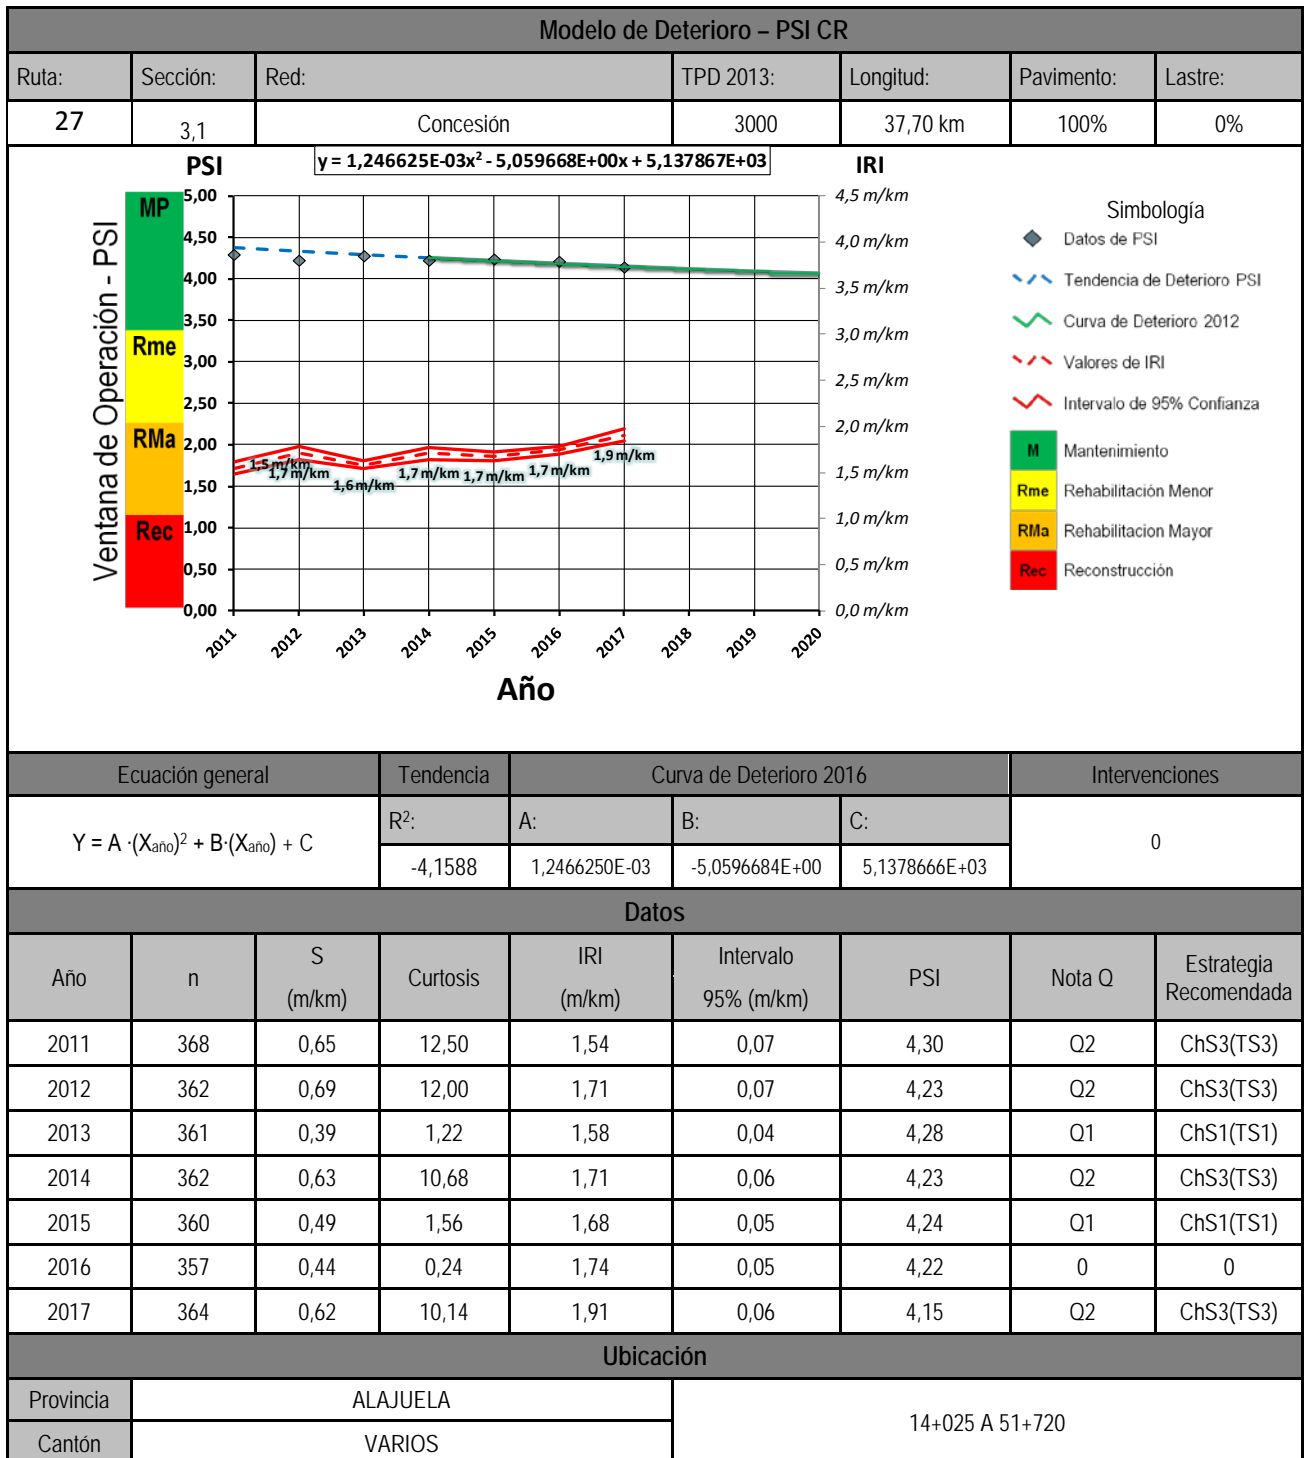 Modelo de Deterioro – PSI CR
Ruta: Sección: Red: TPD 2013: Longitud: Pavimento: Lastre:
27 3,1 Concesión 3000 37,70 km 100% 0%
PSI y = 1,246625E-03x² - 5,059668E+00x + 5,137867E+03 IRI
Ventana de Operación - PSI
MP
Rme
RMa
Rec
5,00
4,50
4,00
3,50
3,00
2,50
2,00
1,50
1,00
0,50
0,00
1,5 m/km
1,7 m/km
1,6 m/km
1,7 m/km
1,7 m/km
1,7 m/km
1,9 m/km
4,5 m/km
4,0 m/km
3,5 m/km
3,0 m/km
2,5 m/km
2,0 m/km
1,5 m/km
1,0 m/km
0,5 m/km
0,0 m/km
2011 2012 2013 2014 2015 2016 2017 2018 2019 2020
Año
Simbología
Datos de PSI
Tendencia de Deterioro PSI
Curva de Deterioro 2012
Valores de IRI
Intervalo de 95% Confianza
M Mantenimiento
Rme Rehabilitación Menor
RMa Rehabilitacion Mayor
Rec Reconstrucción
Ecuación general Tendencia Curva de Deterioro 2016 Intervenciones
Y = A ·(Xaño)² + B·(Xaño) + C
R²: A: B: C:
0
-4,1588 1,2466250E-03 -5,0596684E+00 5,1378666E+03
Datos
Año n S (m/km) Curtosis IRI (m/km) Intervalo 95% (m/km) PSI Nota Q Estrategia Recomendada
2011 368 0,65 12,50 1,54 0,07 4,30 Q2 ChS3(TS3)
2012 362 0,69 12,00 1,71 0,07 4,23 Q2 ChS3(TS3)
2013 361 0,39 1,22 1,58 0,04 4,28 Q1 ChS1(TS1)
2014 362 0,63 10,68 1,71 0,06 4,23 Q2 ChS3(TS3)
2015 360 0,49 1,56 1,68 0,05 4,24 Q1 ChS1(TS1)
2016 357 0,44 0,24 1,74 0,05 4,22 0 0
2017 364 0,62 10,14 1,91 0,06 4,15 Q2 ChS3(TS3)
Ubicación
Provincia ALAJUELA
14+025 A 51+720
Cantón VARIOS